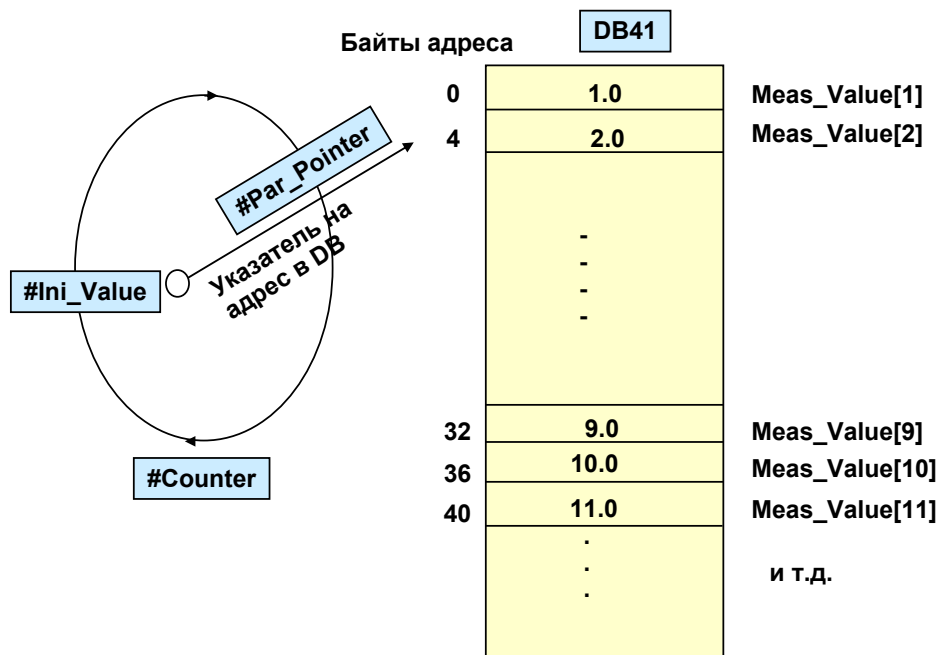 Байты адреса
DB41
0
1.0
Meas_Value[1]
4
2.0
Meas_Value[2]
#Par_Pointer
Указатель на
адрес в DB
#Ini_Value
#Counter
-
-
-
-
32
9.0
Meas_Value[9]
36
10.0
Meas_Value[10]
40
11.0
Meas_Value[11]
.
.
.
и т.д.